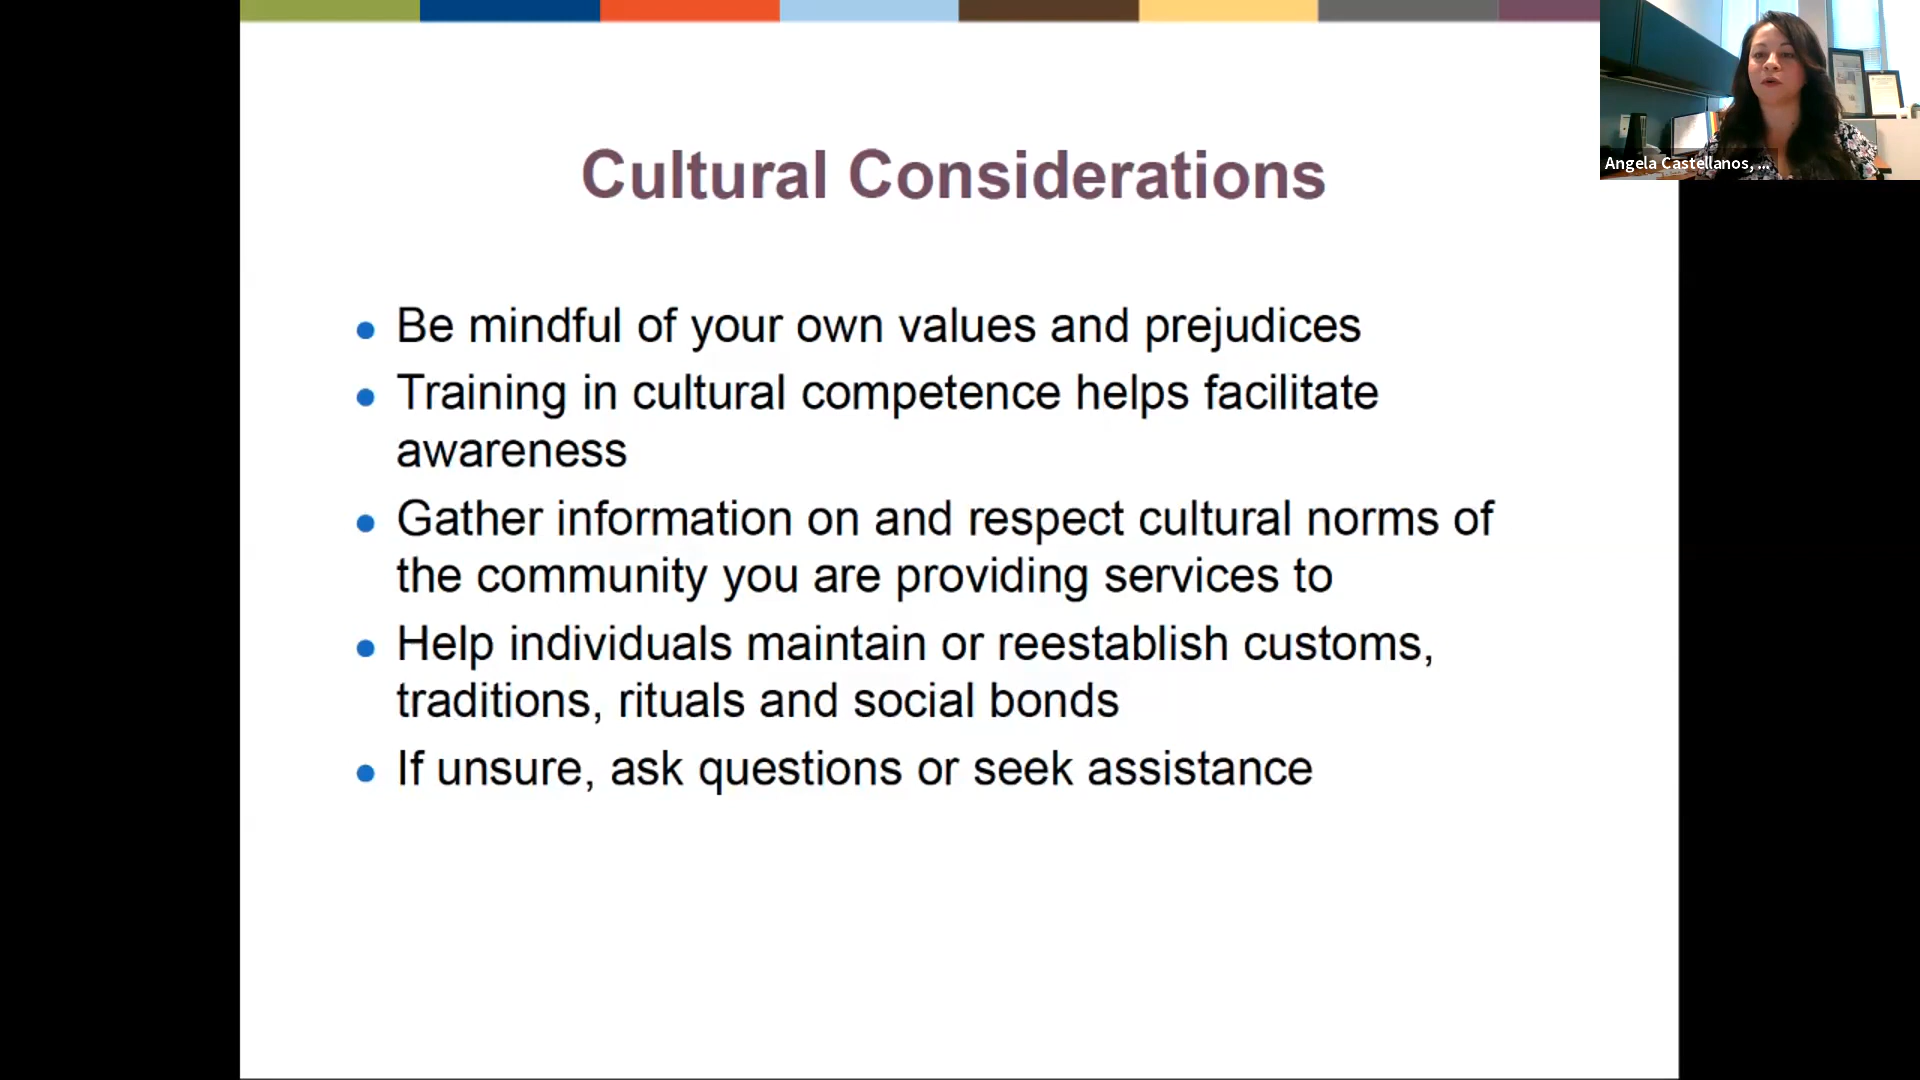 Cultural Considerations
Angela Castellanos, ...
• Be mindful of your own values and prejudices
• Training in cultural competence helps facilitate
awareness
• Gather information on and respect cultural norms of
the community you are providing services to
• Help individuals maintain or reestablish customs,
traditions, rituals and social bonds
• If unsure, ask questions or seek assistance